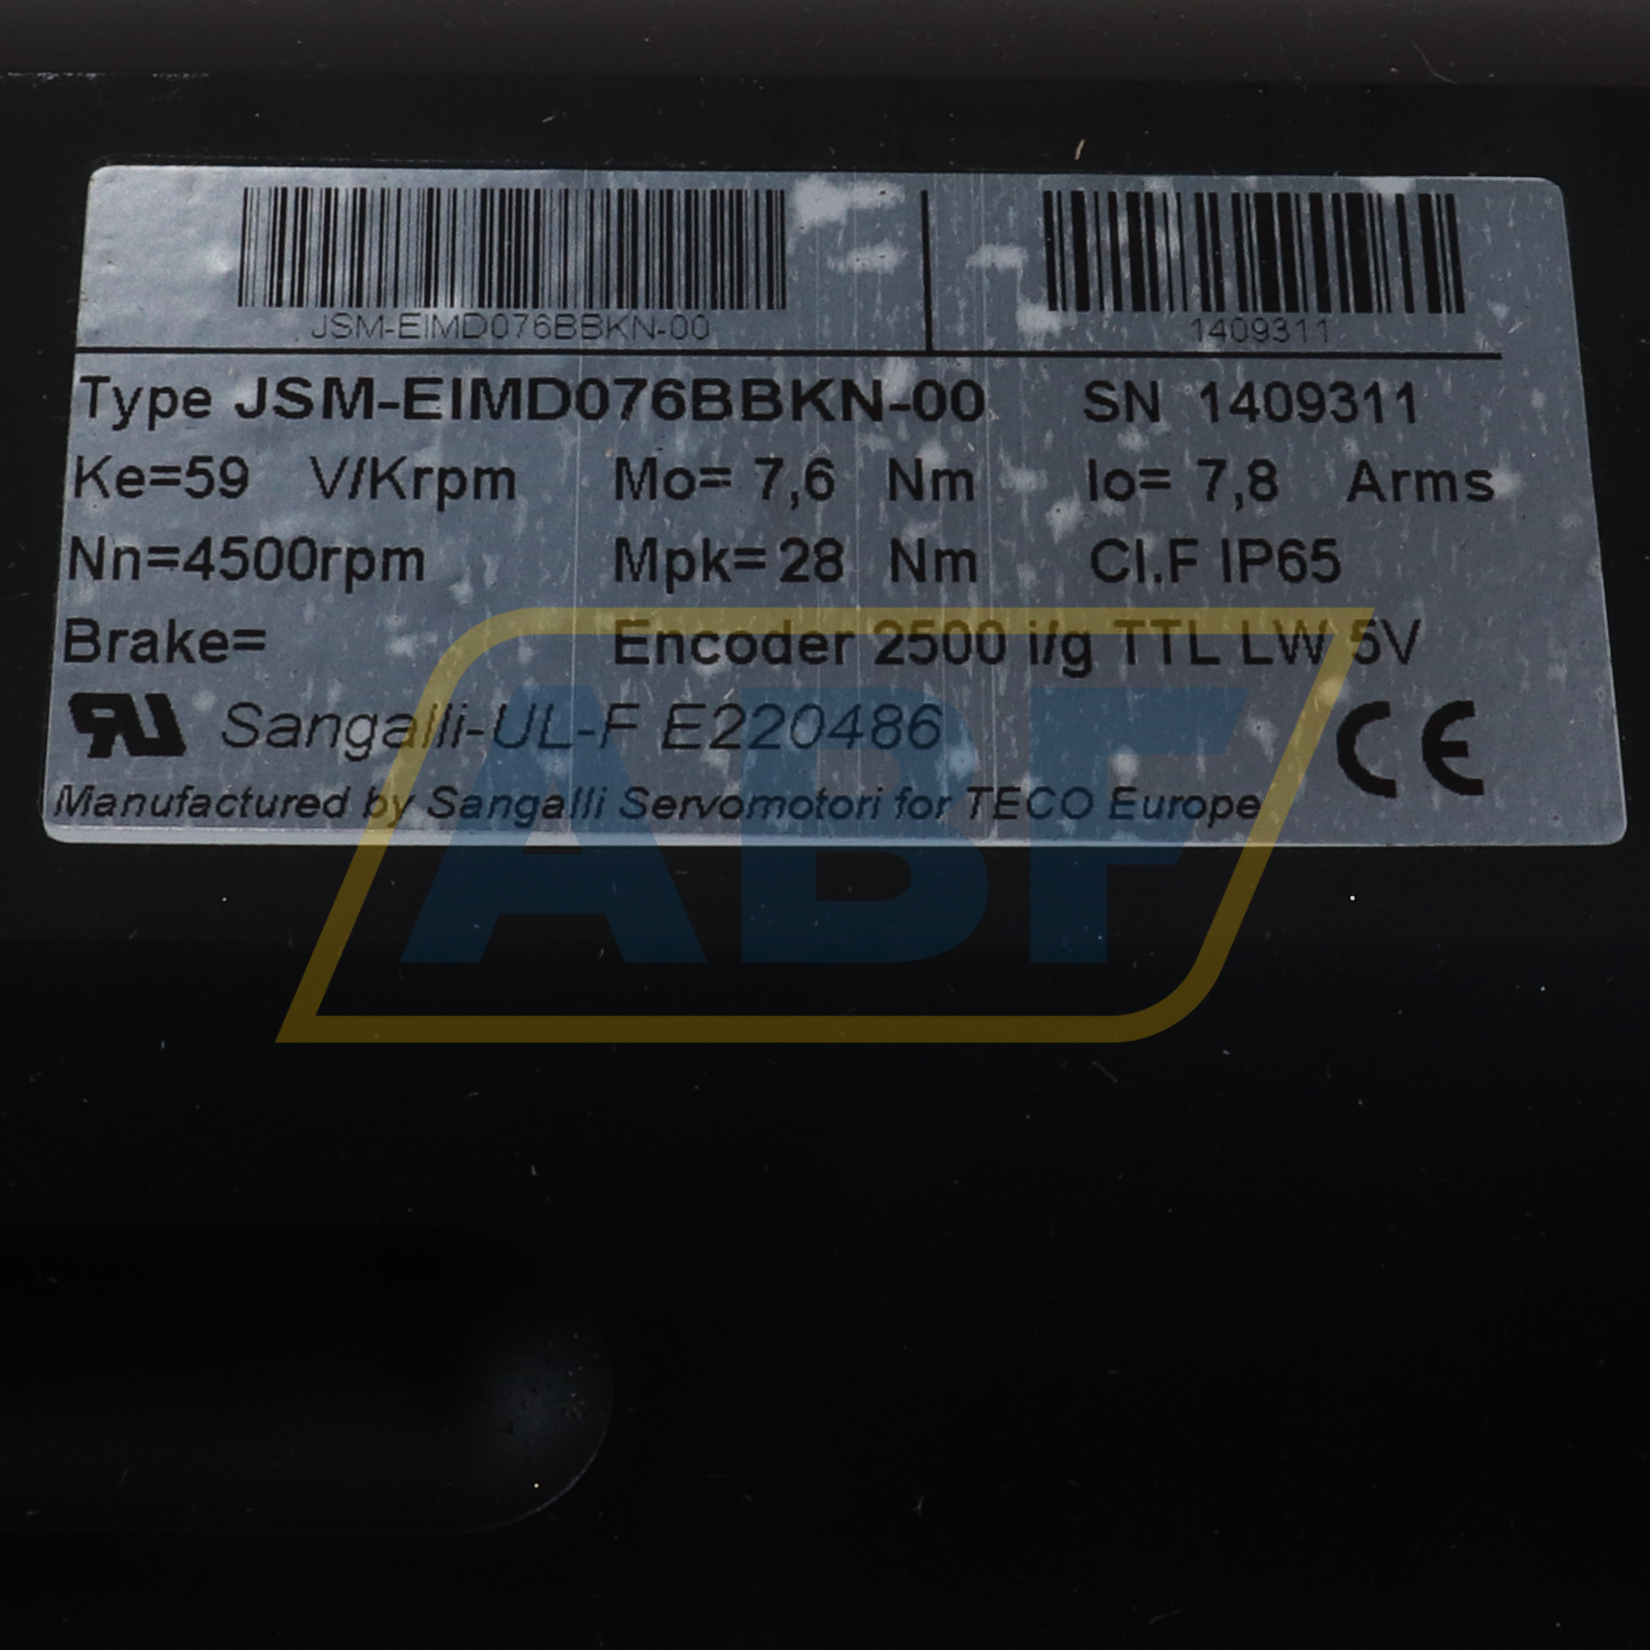 JSM-EIMD076BBKN-00 1409311
Type JSM-EIMD076BBKN-00 SN 1409311
Ke=59 V/Krpm Mo= 7,6 Nm Io= 7,8 Arms
Nn=4500rpm Mpk= 28 Nm Cl.F IP65
Brake= Encoder 2500 i/g TTL LW 5V
RU Sangalli-UL-F E220486 CE
Manufactured by Sangalli Servomotori for TECO Europe
ABF